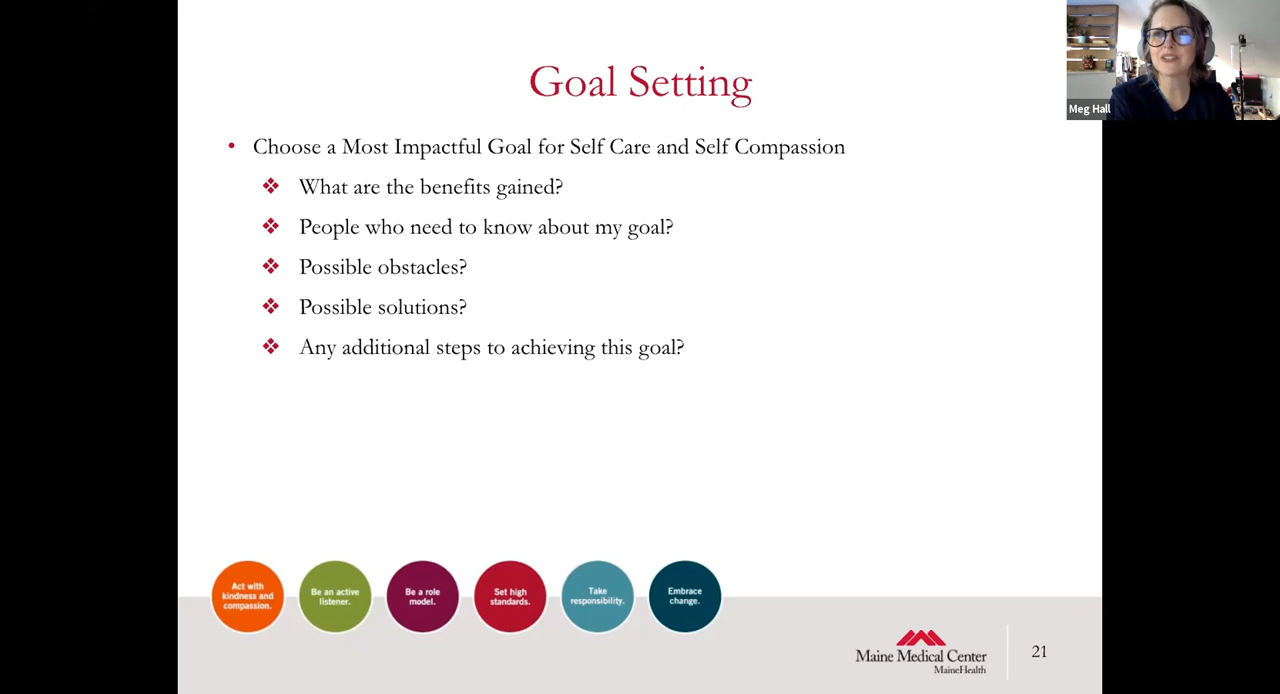 Goal Setting
Meg Hall
• Choose a Most Impactful Goal for Self Care and Self Compassion
❖ What are the benefits gained?
❖ People who need to know about my goal?
❖ Possible obstacles?
❖ Possible solutions?
❖ Any additional steps to achieving this goal?
Act with
kindness and
compassion.
Be an active
listener.
Be a role
model.
Set high
standards.
Take
responsibility.
Embrace
change.
Maine Medical Center
MaineHealth
21